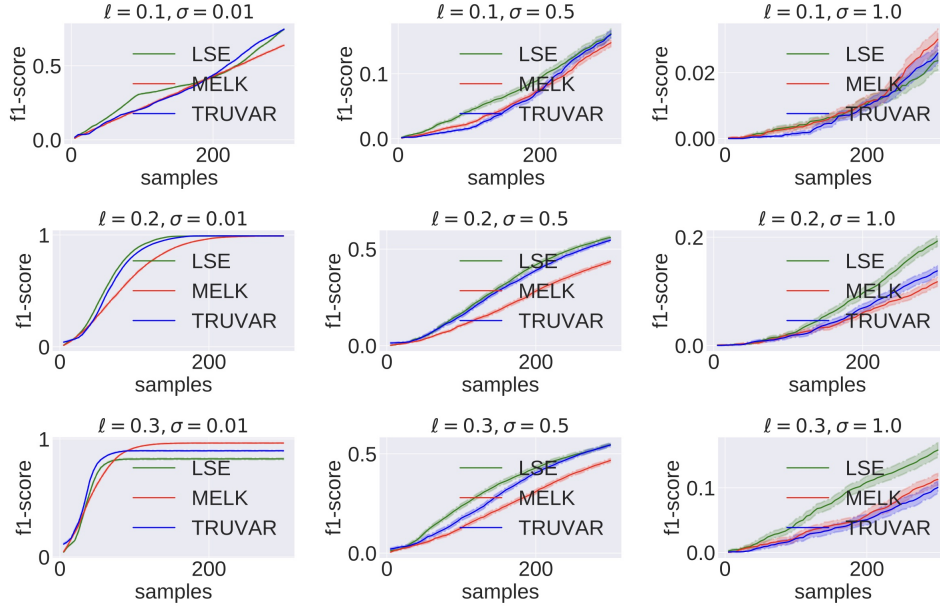 ℓ = 0.1, σ = 0.01
f1-score
0.5
0.0
0
200
samples
LSE
MELK
TRUVAR
ℓ = 0.1, σ = 0.5
f1-score
0.1
0.0
0
200
samples
LSE
MELK
TRUVAR
ℓ = 0.1, σ = 1.0
f1-score
0.02
0.00
0
200
samples
LSE
MELK
TRUVAR
ℓ = 0.2, σ = 0.01
f1-score
1
0
0
200
samples
LSE
MELK
TRUVAR
ℓ = 0.2, σ = 0.5
f1-score
0.5
0.0
0
200
samples
LSE
MELK
TRUVAR
ℓ = 0.2, σ = 1.0
f1-score
0.2
0.0
0
200
samples
LSE
MELK
TRUVAR
ℓ = 0.3, σ = 0.01
f1-score
1
0
0
200
samples
LSE
MELK
TRUVAR
ℓ = 0.3, σ = 0.5
f1-score
0.5
0.0
0
200
samples
LSE
MELK
TRUVAR
ℓ = 0.3, σ = 1.0
f1-score
0.1
0.0
0
200
samples
LSE
MELK
TRUVAR